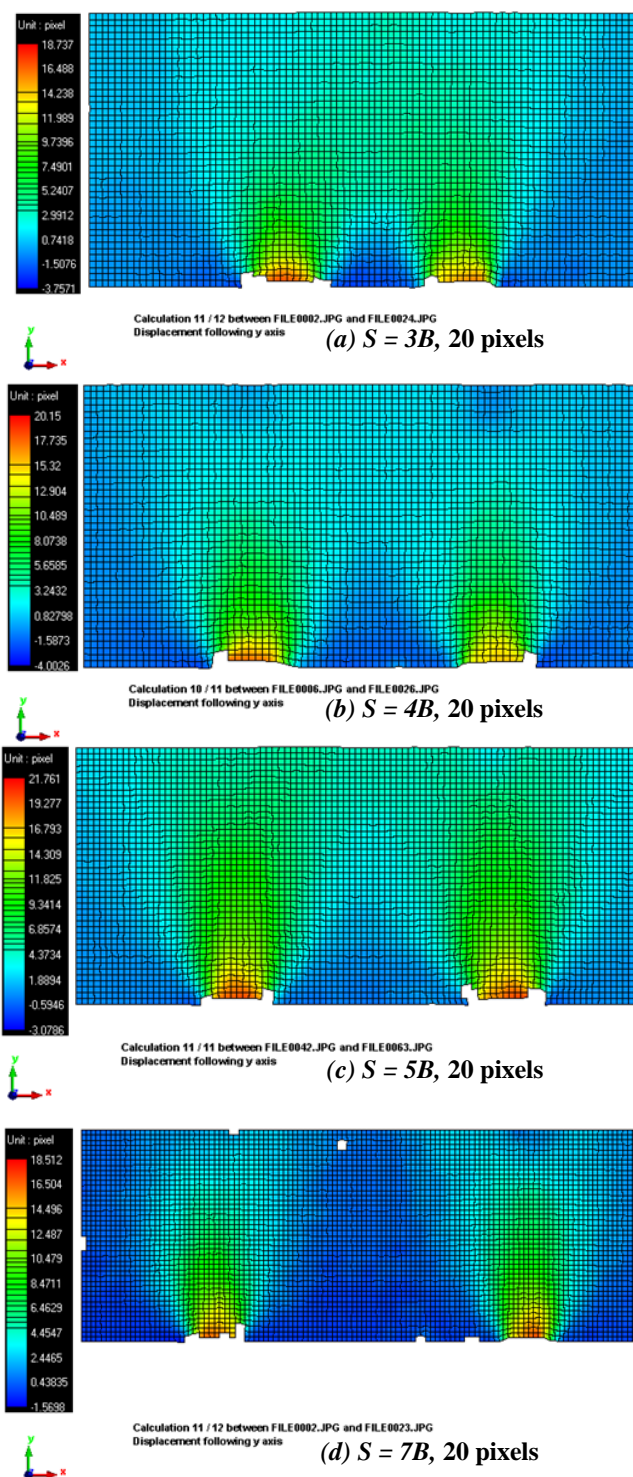 Unit : pixel
18.737
16.488
14.238
11.989
9.7396
7.4901
5.2407
2.9912
0.7418
-1.5076
-3.7571
Calculation 11 / 12 between FILE0002.JPG and FILE0024.JPG
Displacement following y axis
(a) S = 3B, 20 pixels
y
x
Unit : pixel
20.15
17.735
15.32
12.904
10.489
8.0738
5.6585
3.2432
0.82798
-1.5873
-4.0026
Calculation 10 / 11 between FILE0006.JPG and FILE0026.JPG
Displacement following y axis
(b) S = 4B, 20 pixels
y
x
Unit : pixel
21.761
19.277
16.793
14.309
11.825
9.3414
6.8574
4.3734
1.8894
-0.5946
-3.0786
Calculation 11 / 11 between FILE0042.JPG and FILE0063.JPG
Displacement following y axis
(c) S = 5B, 20 pixels
y
x
Unit : pixel
18.512
16.504
14.496
12.487
10.479
8.4711
6.4629
4.4547
2.4465
0.43835
-1.5698
Calculation 11 / 12 between FILE0002.JPG and FILE0023.JPG
Displacement following y axis
(d) S = 7B, 20 pixels
y
x